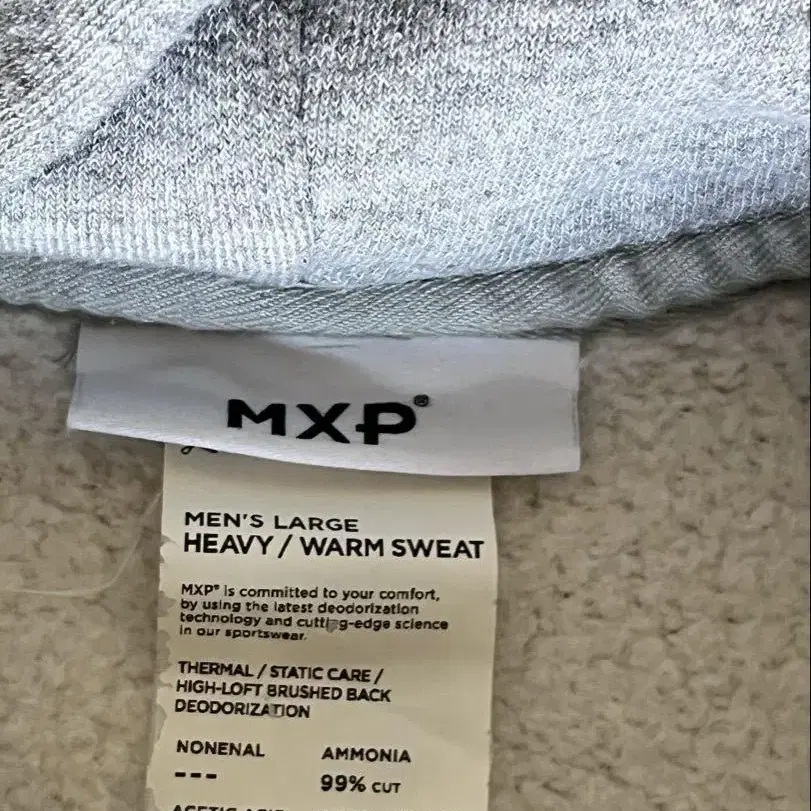 MXP®
MEN'S LARGE
HEAVY / WARM SWEAT
MXP® is committed to your comfort,
by using the latest deodorization
technology and cutting-edge science
in our sportswear.
THERMAL / STATIC CARE /
HIGH-LOFT BRUSHED BACK
DEODORIZATION
NONENAL AMMONIA
--- 99% CUT